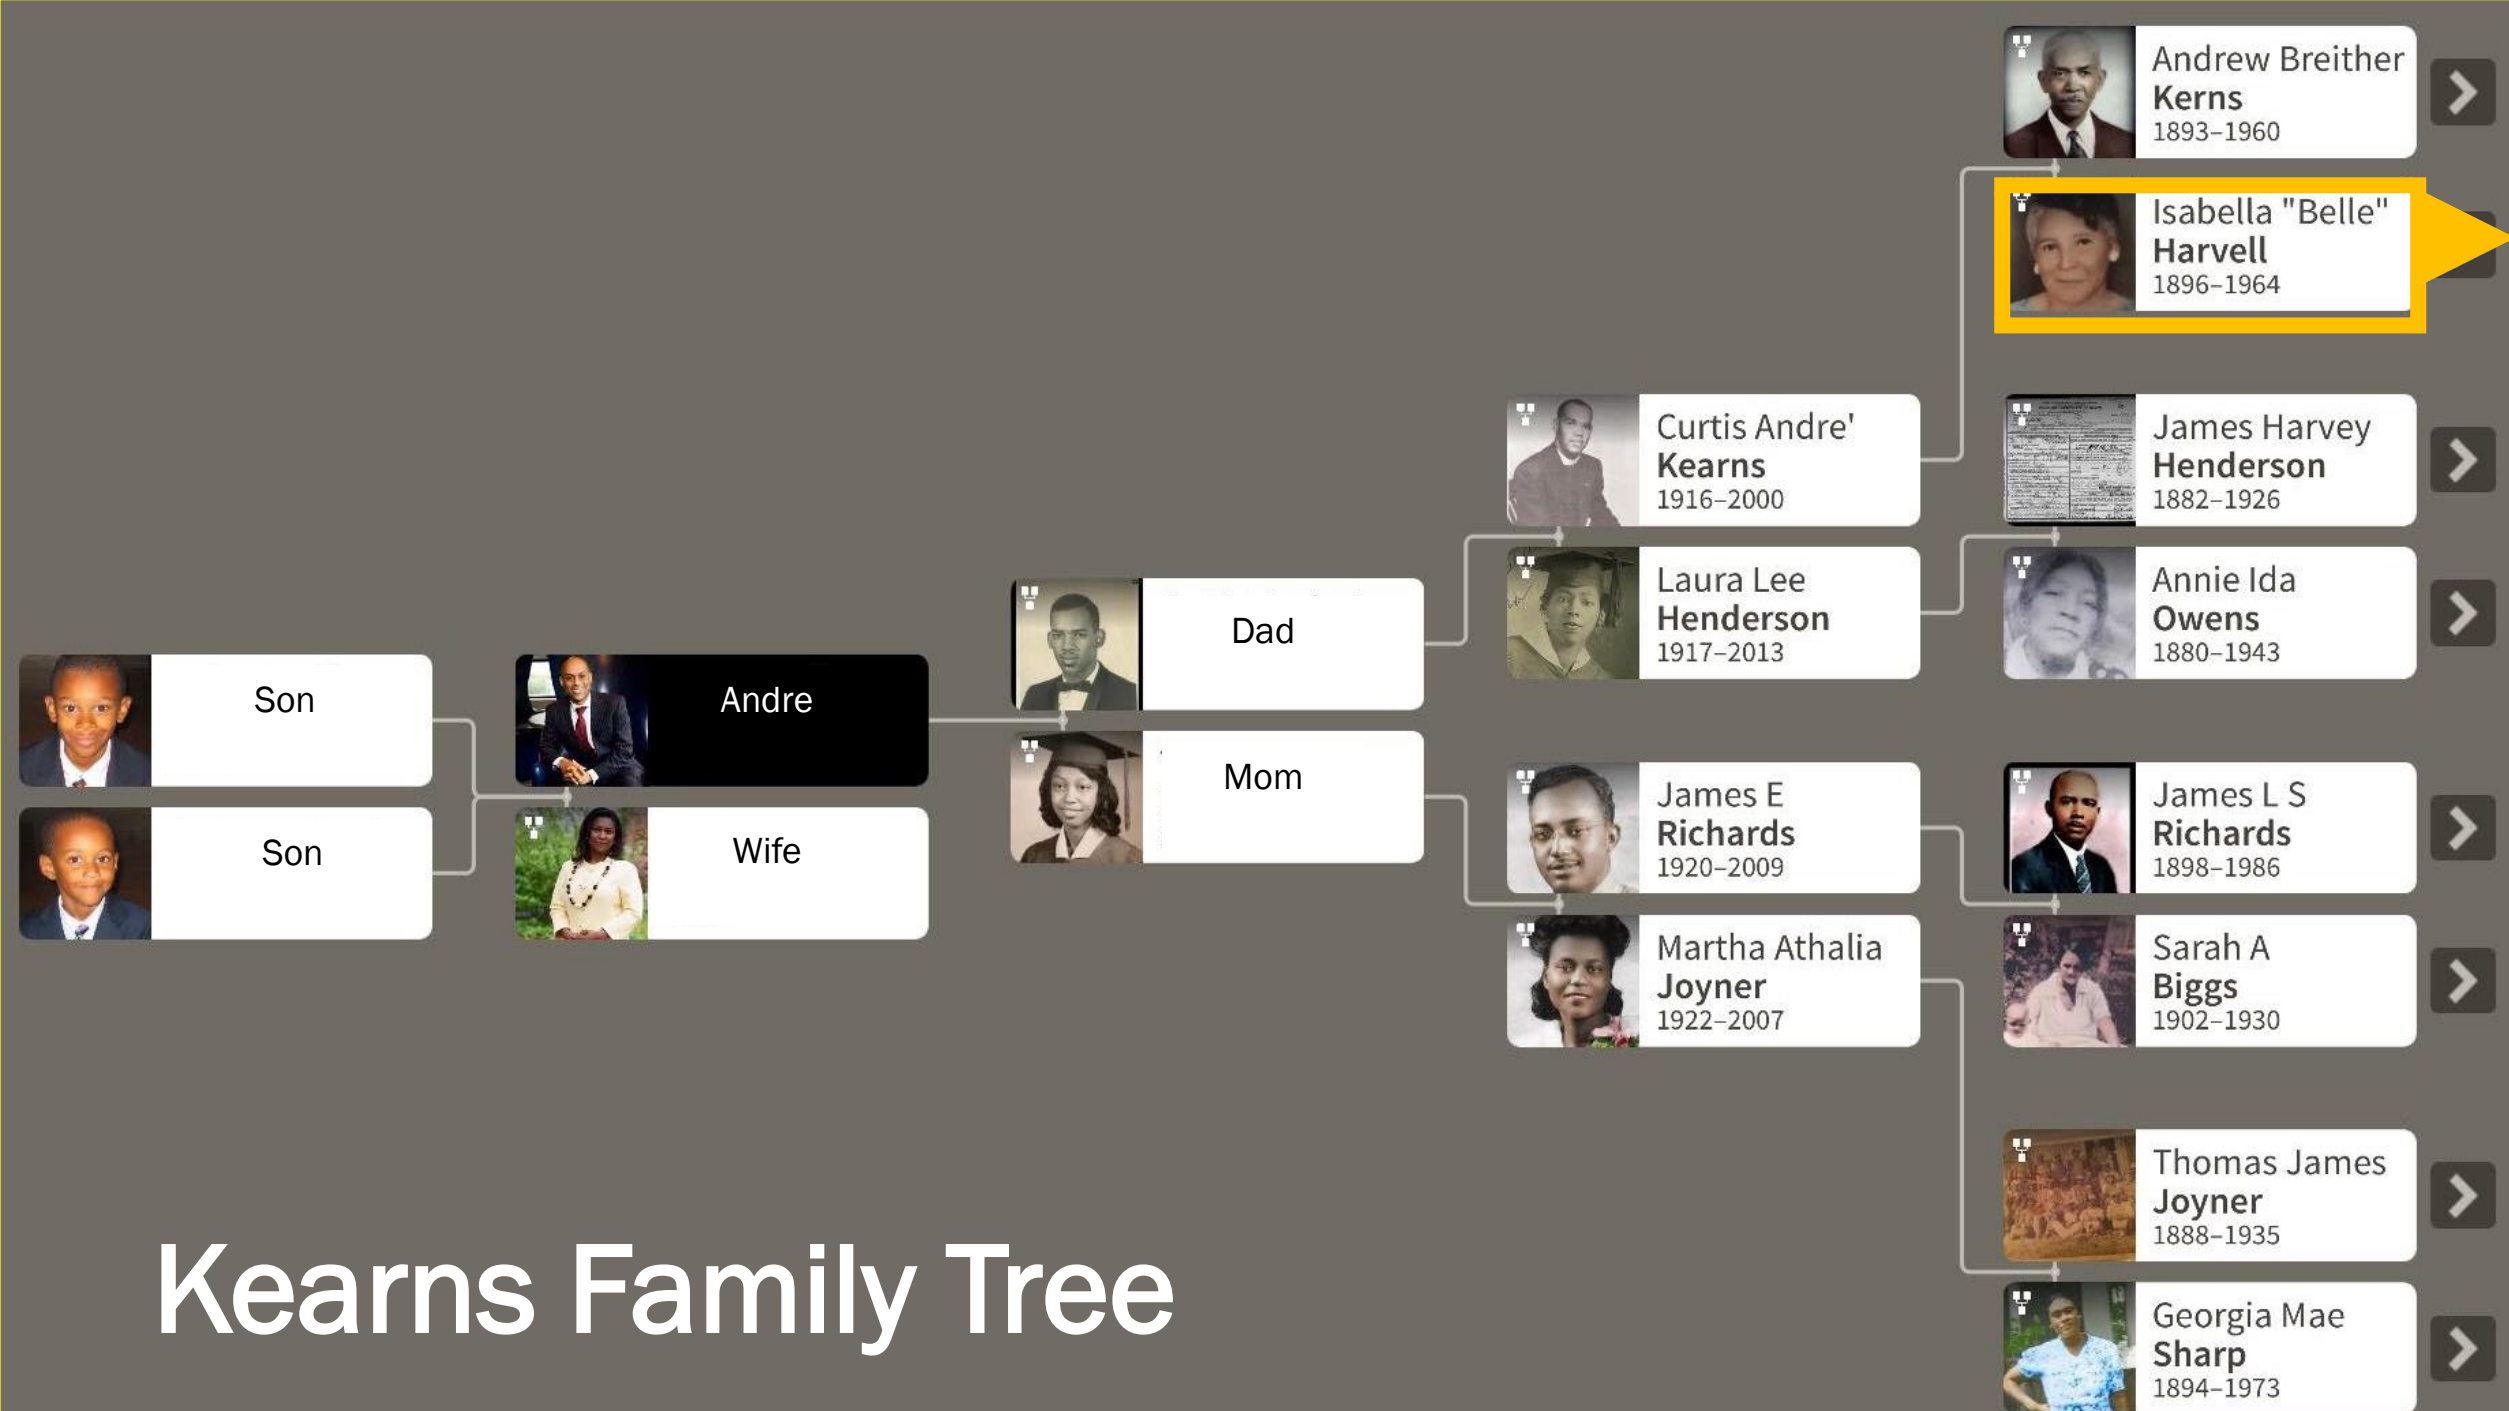 Andrew Breither
Kerns
1893–1960
Isabella "Belle"
Harvell
1896–1964
Curtis Andre'
Kearns
1916–2000
James Harvey
Henderson
1882–1926
Laura Lee
Henderson
1917–2013
Annie Ida
Owens
1880–1943
Dad
Son
Andre
Mom
Son
Wife
James E
Richards
1920–2009
James L S
Richards
1898–1986
Martha Athalia
Joyner
1922–2007
Sarah A
Biggs
1902–1930
Thomas James
Joyner
1888–1935
Georgia Mae
Sharp
1894–1973
Kearns Family Tree